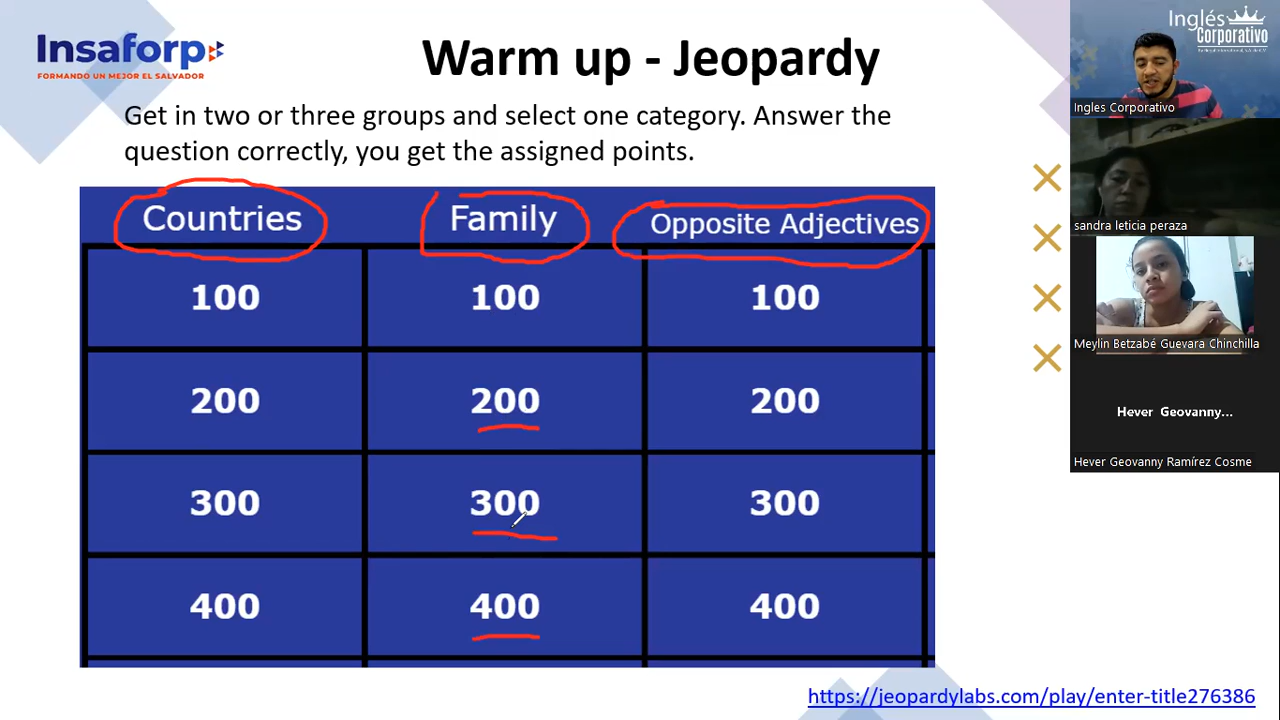 Insaforp
FORMANDO UN MEJOR EL SALVADOR
Warm up - Jeopardy
Get in two or three groups and select one category. Answer the
question correctly, you get the assigned points.
Countries Family Opposite Adjectives
100 100 100
200 200 200
300 300 300
400 400 400
https://jeopardylabs.com/play/enter-title276386
Inglés
Corporativo
Ingles Corporativo
sandra leticia peraza
Meylin Betzabé Guevara Chinchilla
Hever Geovanny...
Hever Geovanny Ramírez Cosme